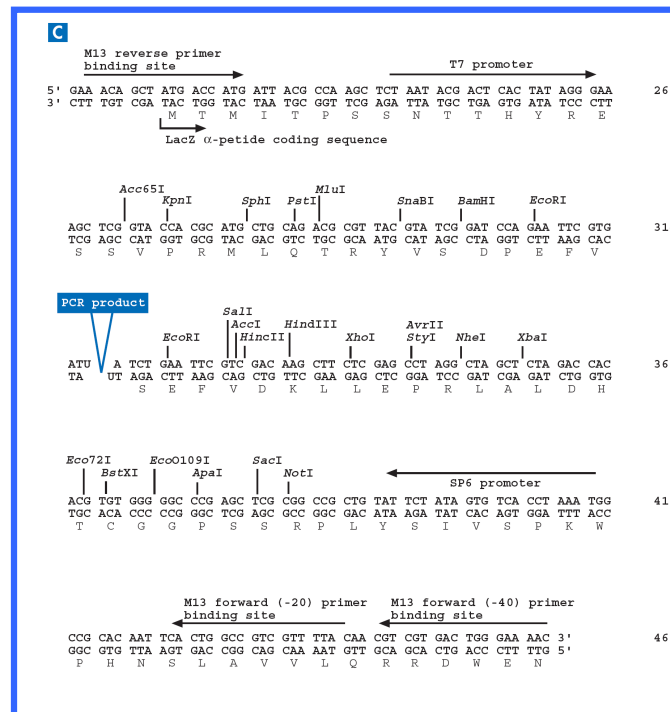 C
M13 reverse primer
binding site
T7 promoter
5' GAA ACA GCT ATG ACC ATG ATT ACG CCA AGC TCT AAT ACG ACT CAC TAT AGG GAA 26
3' CTT TGT CGA TAC TGG TAC TAA TGC GGT TCG AGA TTA TGC TGA GTG ATA TCC CTT
M T M I T P S S N T T H Y R E
LacZ α-petide coding sequence
Acc65I
KpnI
SphI
PstI
MluI
SnaBI
BamHI
EcoRI
AGC TCG GTA CCA CGC ATG CTG CAG ACG CGT TAC GTA TCG GAT CCA GAA TTC GTG 31
TCG AGC CAT GGT GCG TAC GAC GTC TGC GCA ATG CAT AGC CTA GGT CTT AAG CAC
S S V P R M L Q T R Y V S D P E F V
PCR product
EcoRI
SalI
AccI
HincII
HindIII
XhoI
AvrII
StyI
NheI
XbaI
ATU A TCT GAA TTC GTC GAC AAG CTT CTC GAG CCT AGG CTA GCT CTA GAC CAC 36
TA UT AGA CTT AAG CAG CTG TTC GAA GAG CTC GGA TCC GAT CGA GAT CTG GTG
S E F V D K L L E P R L A L D H
Eco72I
BstXI
EcoO109I
ApaI
SacI
NotI
SP6 promoter
ACG TGT GGG GGC CCG AGC TCG CGG CCG CTG TAT TCT ATA GTG TCA CCT AAA TGG 41
TGC ACA CCC CCG GGC TCG AGC GCC GGC GAC ATA AGA TAT CAC AGT GGA TTT ACC
T C G G P S S R P L Y S I V S P K W
M13 forward (-20) primer
binding site
M13 forward (-40) primer
binding site
CCG CAC AAT TCA CTG GCC GTC GTT TTA CAA CGT CGT GAC TGG GAA AAC 3' 46
GGC GTG TTA AGT GAC CGG CAG CAA AAT GTT GCA GCA CTG ACC CTT TTG 5'
P H N S L A V V L Q R R D W E N